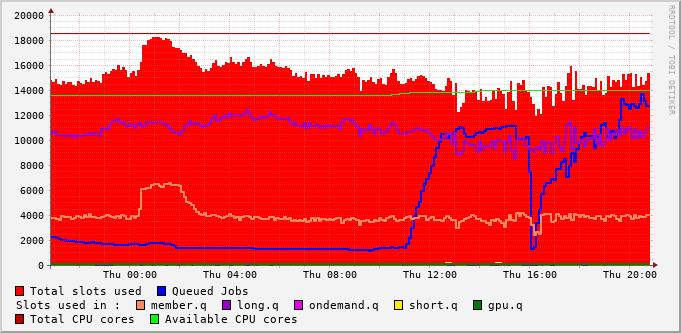 20000
18000
16000
14000
12000
10000
8000
6000
4000
2000
0
Thu 00:00 Thu 04:00 Thu 08:00 Thu 12:00 Thu 16:00 Thu 20:00
RRDTOOL / TOBI OETIKER
Total slots used Queued Jobs
Slots used in : member.q long.q ondemand.q short.q gpu.q
Total CPU cores Available CPU cores